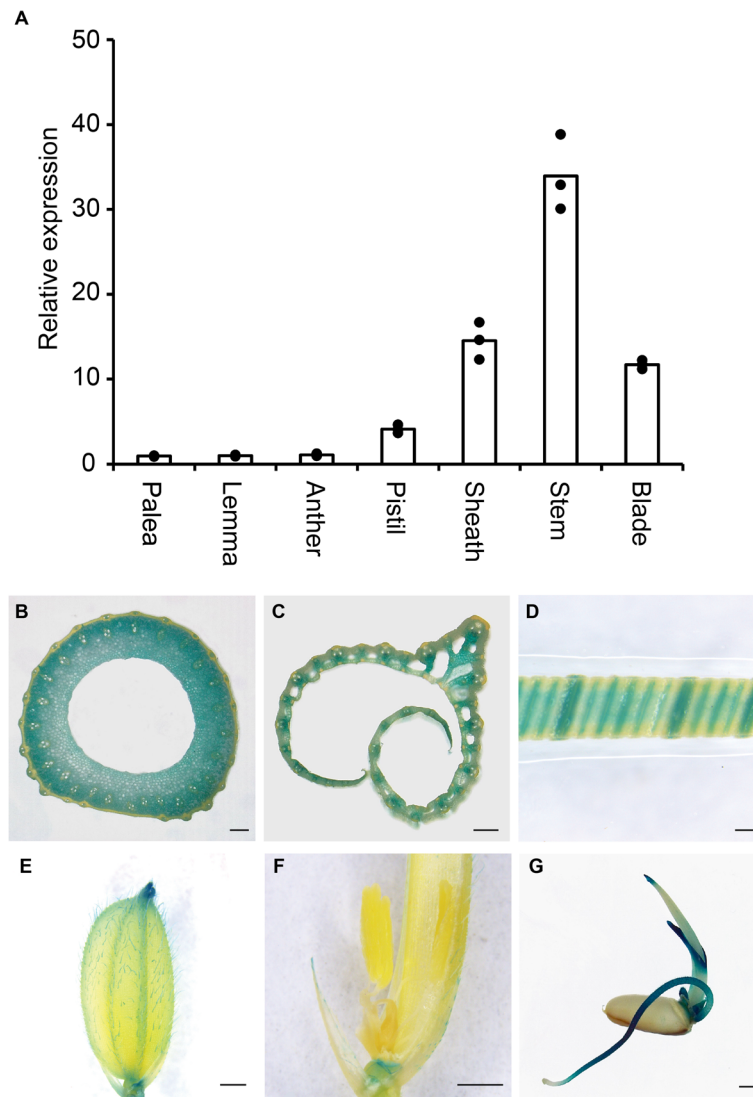 A
50
40
30
20
10
0
Relative expression
Palea
Lemma
Anther
Pistil
Sheath
Stem
Blade
B
C
D
E
F
G